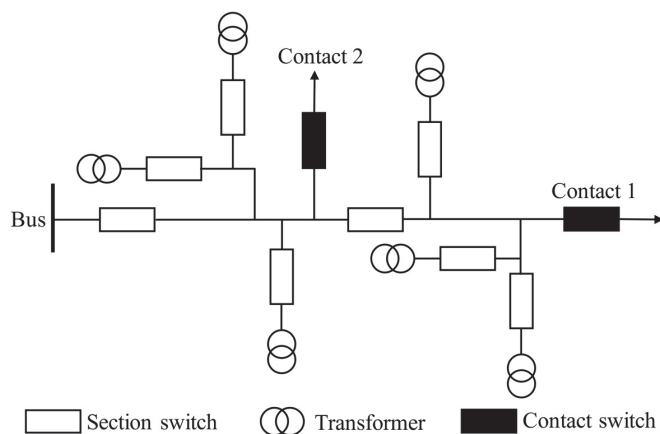 Contact 2
Contact 1
Bus
Section switch
Transformer
Contact switch